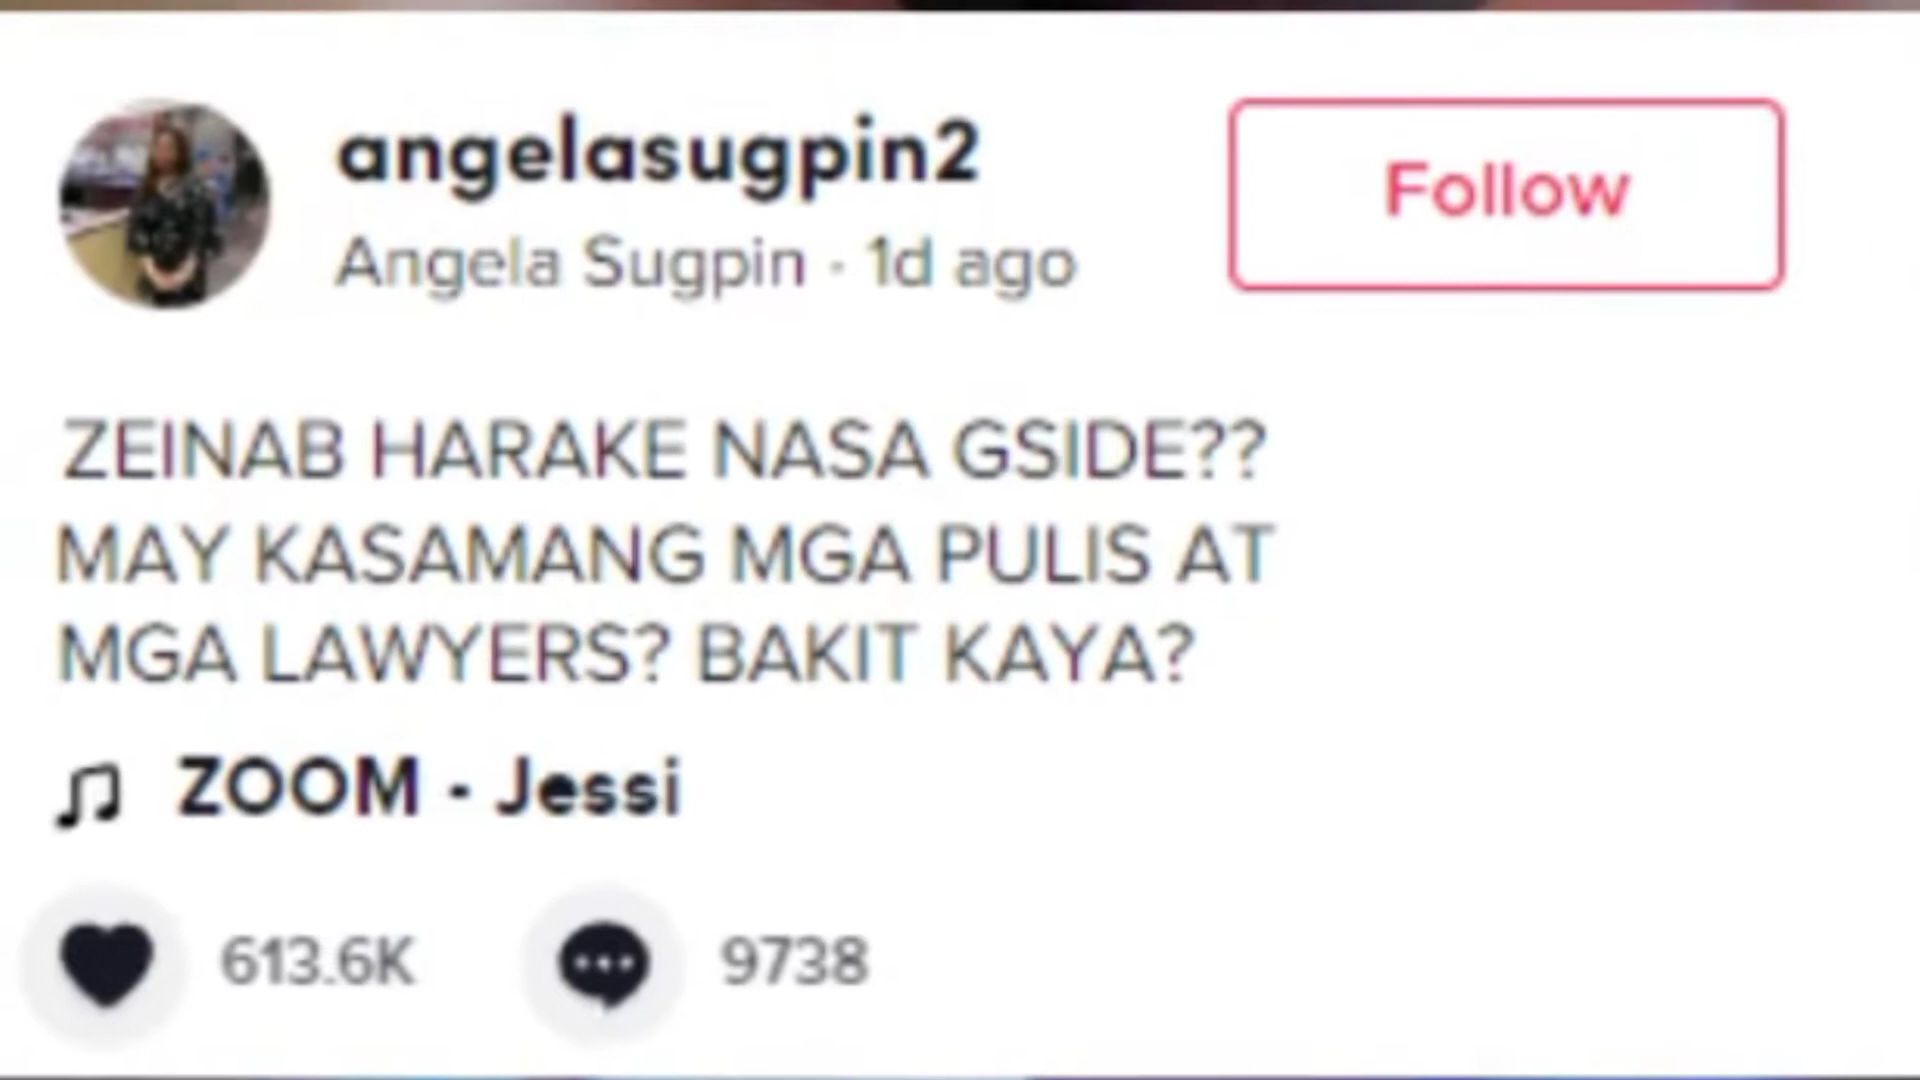 angelasugpin2
Angela Sugpin · 1d ago
Follow
ZEINAB HARAKE NASA GSIDE??
MAY KASAMANG MGA PULIS AT
MGA LAWYERS? BAKIT KAYA?
ZOOM - Jessi
613.6K
9738